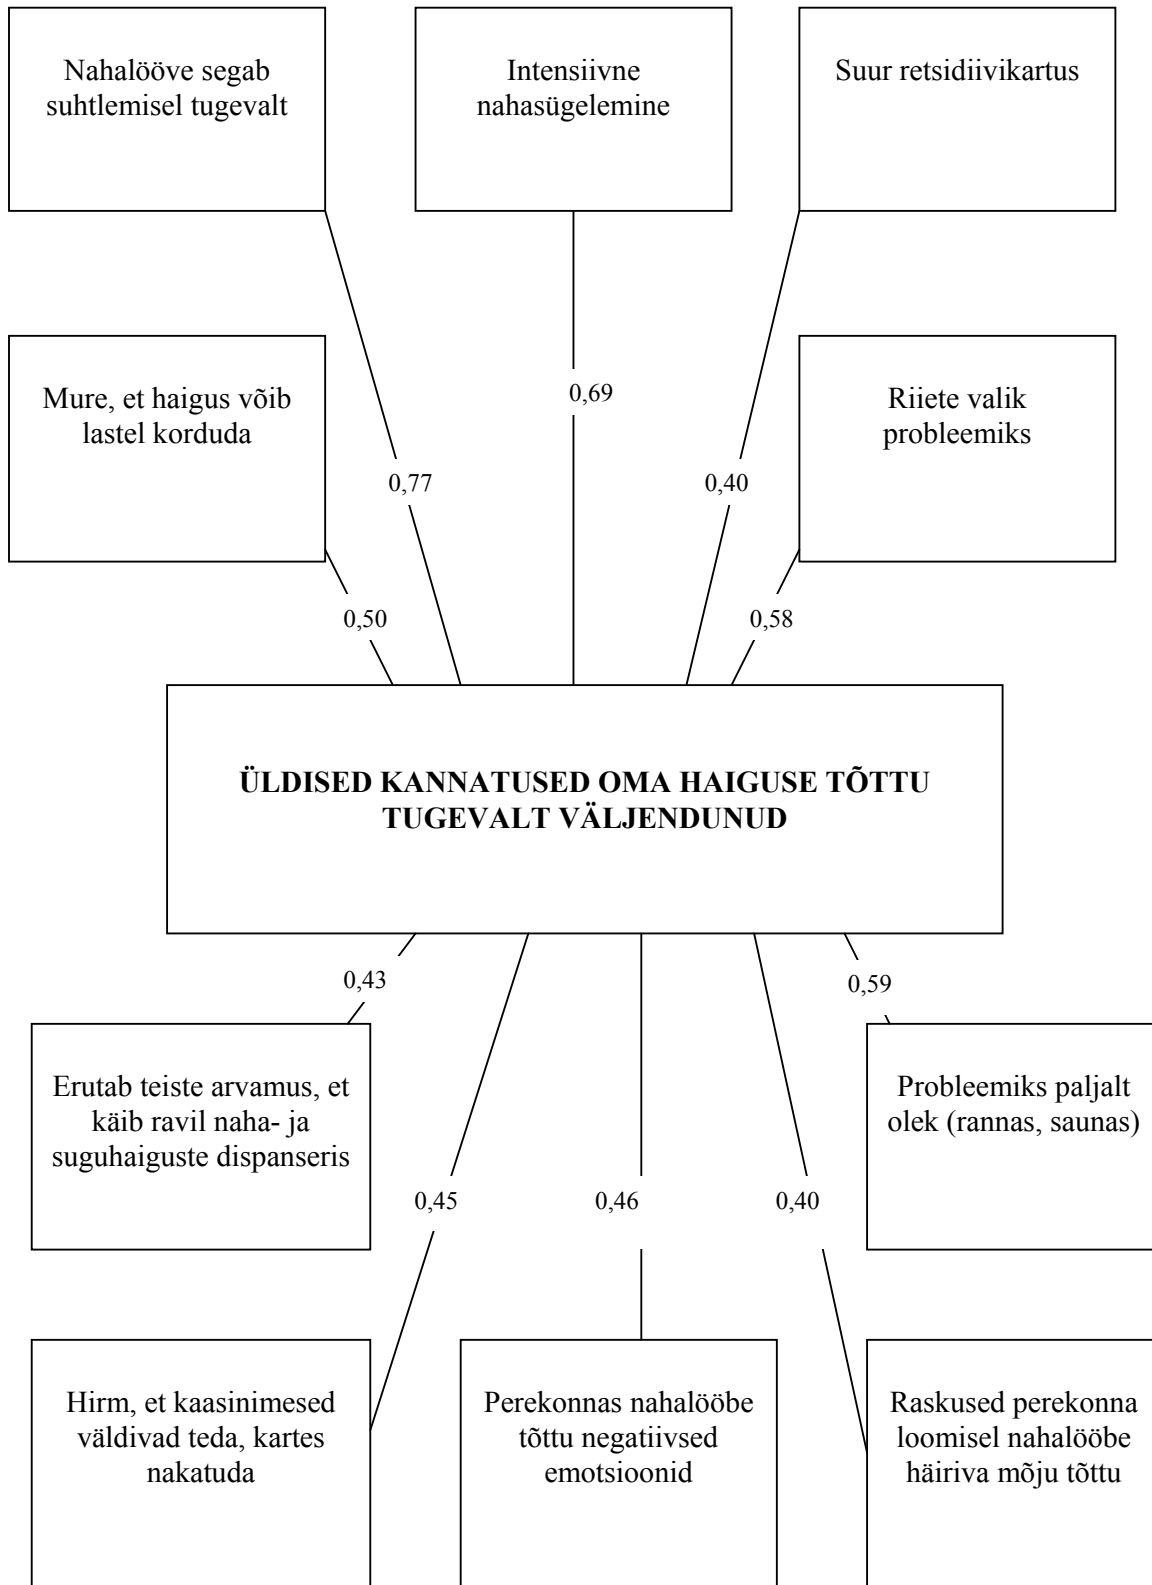 Nahalööve segab
suhtlemisel tugevalt
Intensiivne
nahasügelemine
Suur retsidiivikartus
Mure, et haigus võib
lastel korduda
0,69
Riiete valik
probleemiks
0,77
0,40
0,50
0,58
ÜLDISED KANNATUSED OMA HAIGUSE TÕTTU
TUGEVALT VÄLJENDUNUD
0,43
0,59
Erutab teiste arvamus, et
käib ravil naha- ja
suguhaiguste dispanseris
Probleemiks paljalt
olek (rannas, saunas)
0,45
0,46
0,40
Hirm, et kaasinimesed
väldivad teda, kartes
nakatuda
Perekonnas nahalööbe
tõttu negatiivsed
emotsioonid
Raskused perekonna
loomisel nahalööbe
häiriva mõju tõttu